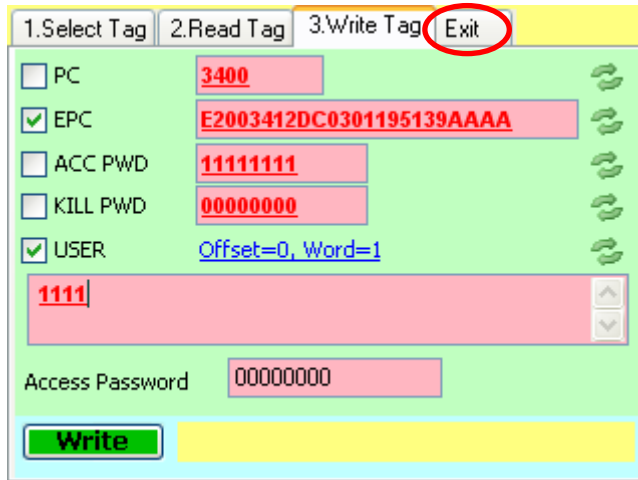 1.Select Tag 2.Read Tag 3.Write Tag Exit
PC 3400
EPC E2003412DC0301195139AAAA
ACC PWD 11111111
KILL PWD 00000000
USER Offset=0, Word=1
1111
Access Password 00000000
Write